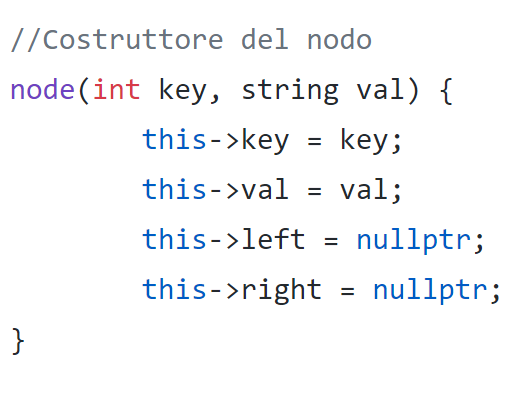 //Costruttore del nodo
node(int key, string val) {
        this->key = key;
        this->val = val;
        this->left = nullptr;
        this->right = nullptr;
}